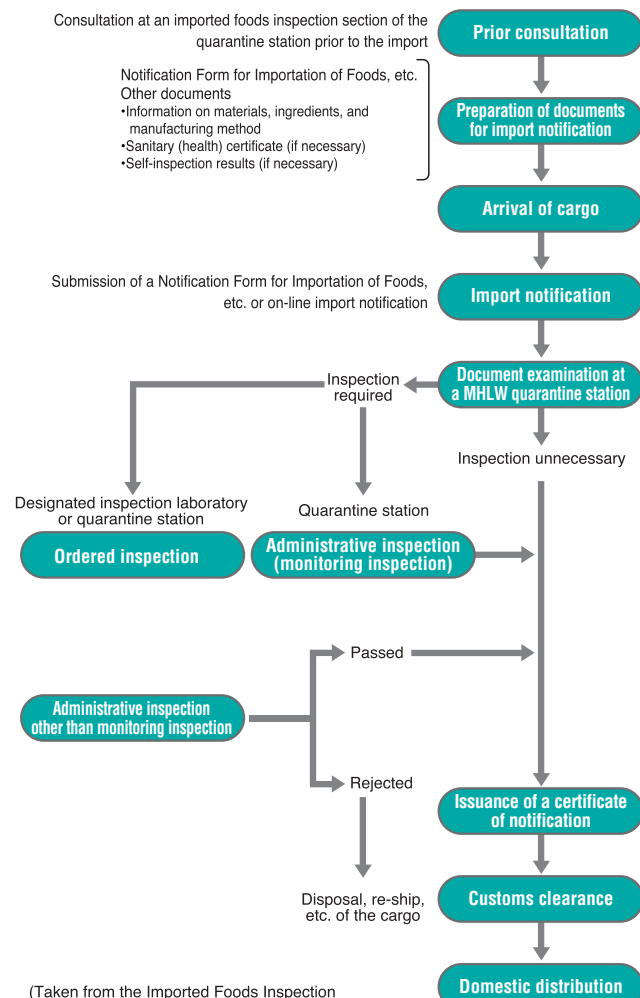 Consultation at an imported foods inspection section of the
quarantine station prior to the import
Prior consultation
Notification Form for Importation of Foods, etc.
Other documents
•Information on materials, ingredients, and
manufacturing method
•Sanitary (health) certificate (if necessary)
•Self-inspection results (if necessary)
Preparation of documents
for import notification
Arrival of cargo
Submission of a Notification Form for Importation of Foods,
etc. or on-line import notification
Import notification
Document examination at
a MHLW quarantine station
Inspection
required
Inspection unnecessary
Designated inspection laboratory
or quarantine station
Ordered inspection
Quarantine station
Administrative inspection
(monitoring inspection)
Passed
Administrative inspection
other than monitoring inspection
Rejected
Issuance of a certificate
of notification
Disposal, re-ship,
etc. of the cargo
Customs clearance
Domestic distribution
(Taken from the Imported Foods Inspection